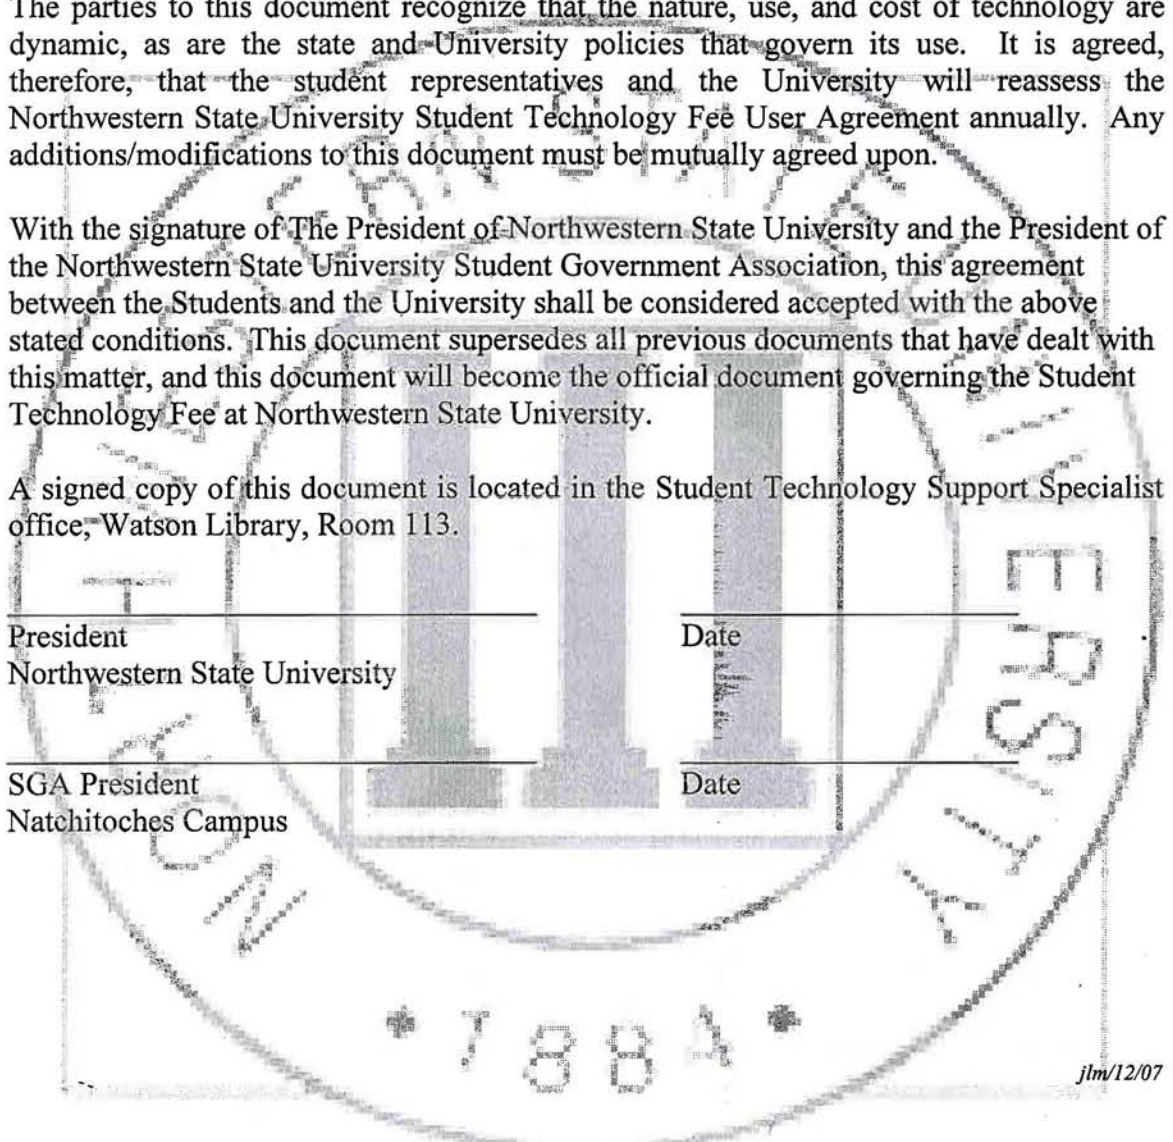 The parties to this document recognize that the nature, use, and cost of technology are
dynamic, as are the state and University policies that govern its use. It is agreed,
therefore, that the student representatives and the University will reassess the
Northwestern State University Student Technology Fee User Agreement annually. Any
additions/modifications to this document must be mutually agreed upon.
With the signature of The President of Northwestern State University and the President of
the Northwestern State University Student Government Association, this agreement
between the Students and the University shall be considered accepted with the above
stated conditions. This document supersedes all previous documents that have dealt with
this matter, and this document will become the official document governing the Student
Technology Fee at Northwestern State University.
A signed copy of this document is located in the Student Technology Support Specialist
office, Watson Library, Room 113.
President Date
Northwestern State University
SGA President Date
Natchitoches Campus
NORTHWESTERN STATE UNIVERSITY
* 1884 *
jlm/12/07